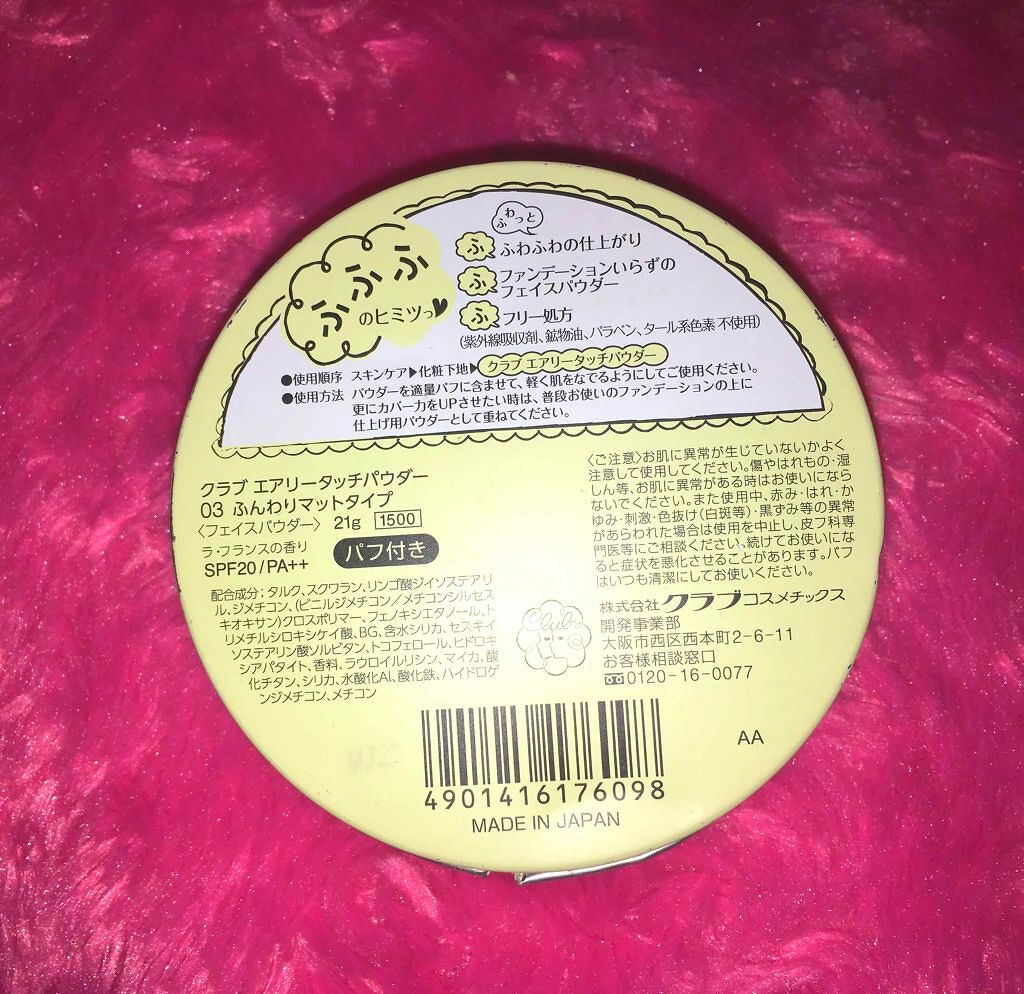 ふわっと
ふふふ
のヒミツっ♥
ふ ふわふわの仕上がり
ふ ファンデーションいらずの
フェイスパウダー
ふ フリー処方
(紫外線吸収剤、鉱物油、パラベン、タール系色素 不使用)
●使用順序 スキンケア▶化粧下地▶クラブ エアリータッチパウダー
●使用方法 パウダーを適量パフに含ませて、軽く肌をなでるようにしてご使用ください。
更にカバー力をUPさせたい時は、普段お使いのファンデーションの上に
仕上げ用パウダーとして重ねてください。
クラブ エアリータッチパウダー
03 ふんわりマットタイプ
〈フェイスパウダー〉 21g 1500
ラ・フランスの香り パフ付き
SPF20/PA++
配合成分;タルク、スクワラン、リンゴ酸ジイソステアリ
ル、ジメチコン、(ビニルジメチコン/メチコンシルセス
キオキサン)クロスポリマー、フェノキシエタノール、ト
リメチルシロキシケイ酸、BG、含水シリカ、セスキイ
ソステアリン酸ソルビタン、トコフェロール、ヒドロキ
シアパタイト、香料、ラウロイルリシン、マイカ、酸
化チタン、シリカ、水酸化Al、酸化鉄、ハイドロゲ
ンジメチコン、メチコン
〈ご注意〉お肌に異常が生じていないかよく
注意して使用してください。傷やはれもの・湿
しん等、お肌に異常がある時はお使いになら
ないでください。また使用中、赤み・はれ・か
ゆみ・刺激・色抜け(白斑等)・黒ずみ等の異常
があらわれた場合は使用を中止し、皮フ科専
門医等にご相談ください。続けてお使いにな
ると症状を悪化させることがあります。パフ
はいつも清潔にしてお使いください。
Club
株式会社クラブコスメチックス
開発事業部
大阪市西区西本町2-6-11
お客様相談窓口
0120-16-0077
AA
4901416176098
MADE IN JAPAN